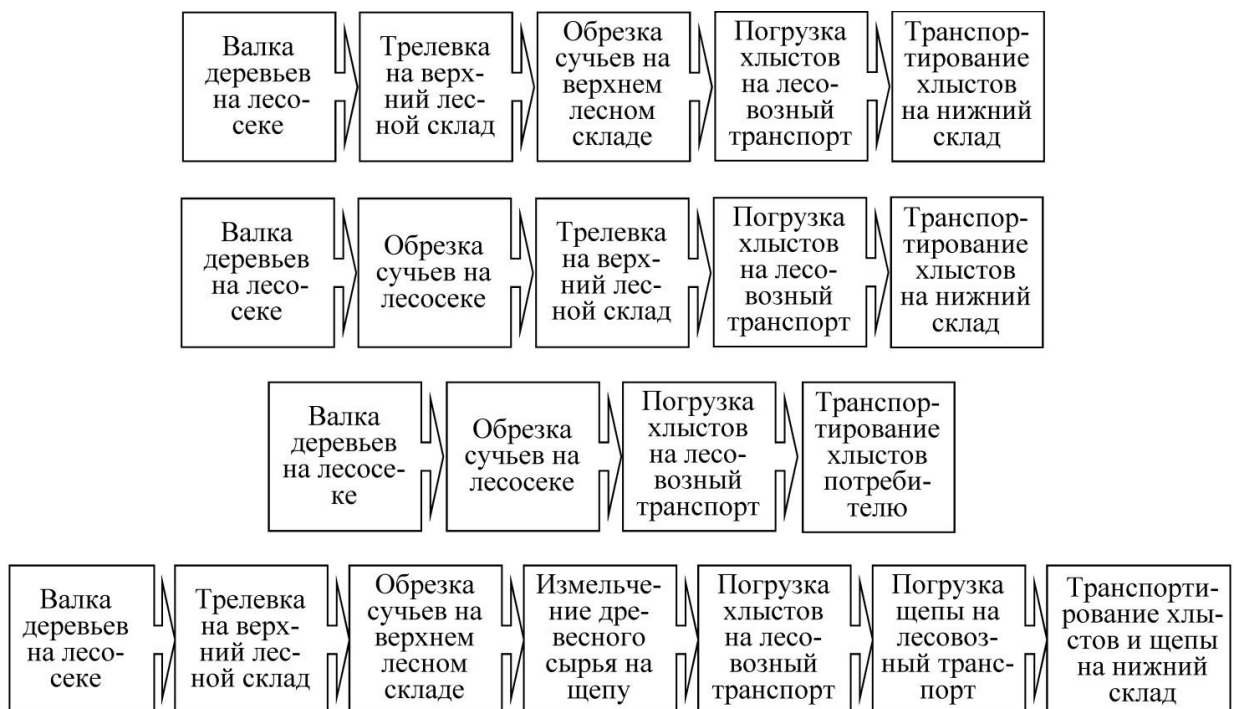 Валка
деревьев
на лесо-
секе
Трелевка
на верх-
ний лес-
ной склад
Обрезка
сучьев на
верхнем
лесном
складе
Погрузка
хлыстов
на лесо-
возный
транспорт
Транспор-
тирование
хлыстов
на нижний
склад
Валка
деревьев
на лесо-
секе
Обрезка
сучьев на
лесосеке
Трелевка
на верх-
ний лес-
ной склад
Погрузка
хлыстов
на лесо-
возный
транспорт
Транспор-
тирование
хлыстов
на нижний
склад
Валка
деревьев
на лесосе-
ке
Обрезка
сучьев на
лесосеке
Погрузка
хлыстов
на лесо-
возный
транспорт
Транспор-
тирование
хлыстов
потреби-
телю
Валка
деревьев
на лесо-
секе
Трелевка
на верх-
ний лес-
ной склад
Обрезка
сучьев на
верхнем
лесном
складе
Измельче-
ние дре-
весного
сырья на
щепу
Погрузка
хлыстов
на лесо-
возный
транспорт
Погрузка
щепы на
лесовоз-
ный транс-
порт
Транспорти-
рование хлы-
стов и щепы
на нижний
склад